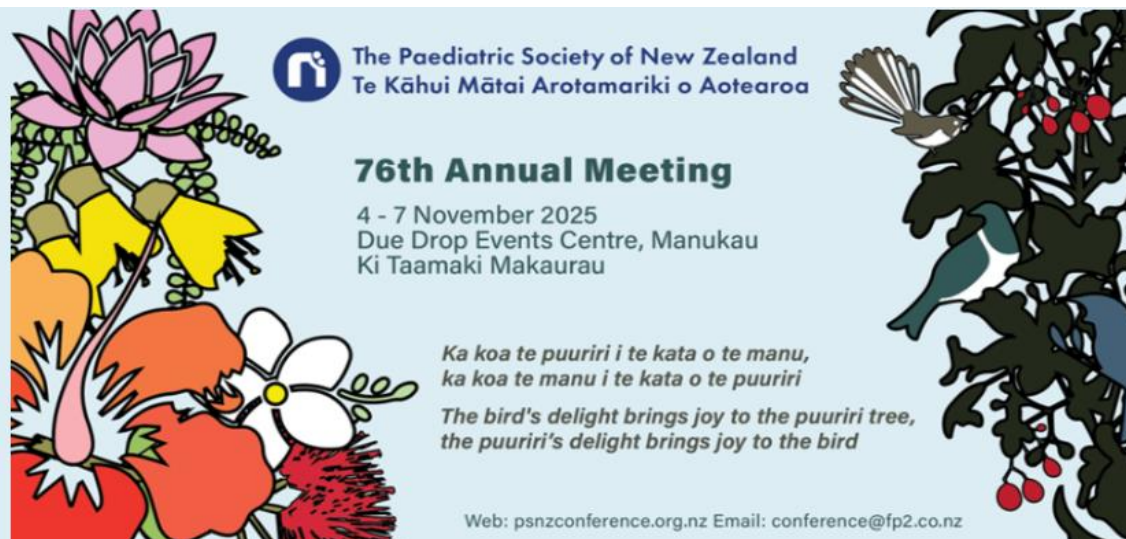 The Paediatric Society of New Zealand
Te Kāhui Mātai Arotamariki o Aotearoa
76th Annual Meeting
4 - 7 November 2025
Due Drop Events Centre, Manukau
Ki Taamaki Makaurau
Ka koa te puuriri i te kata o te manu,
ka koa te manu i te kata o te puuriri
The bird's delight brings joy to the puuriri tree,
the puuriri’s delight brings joy to the bird
Web: psnzconference.org.nz Email: conference@fp2.co.nz